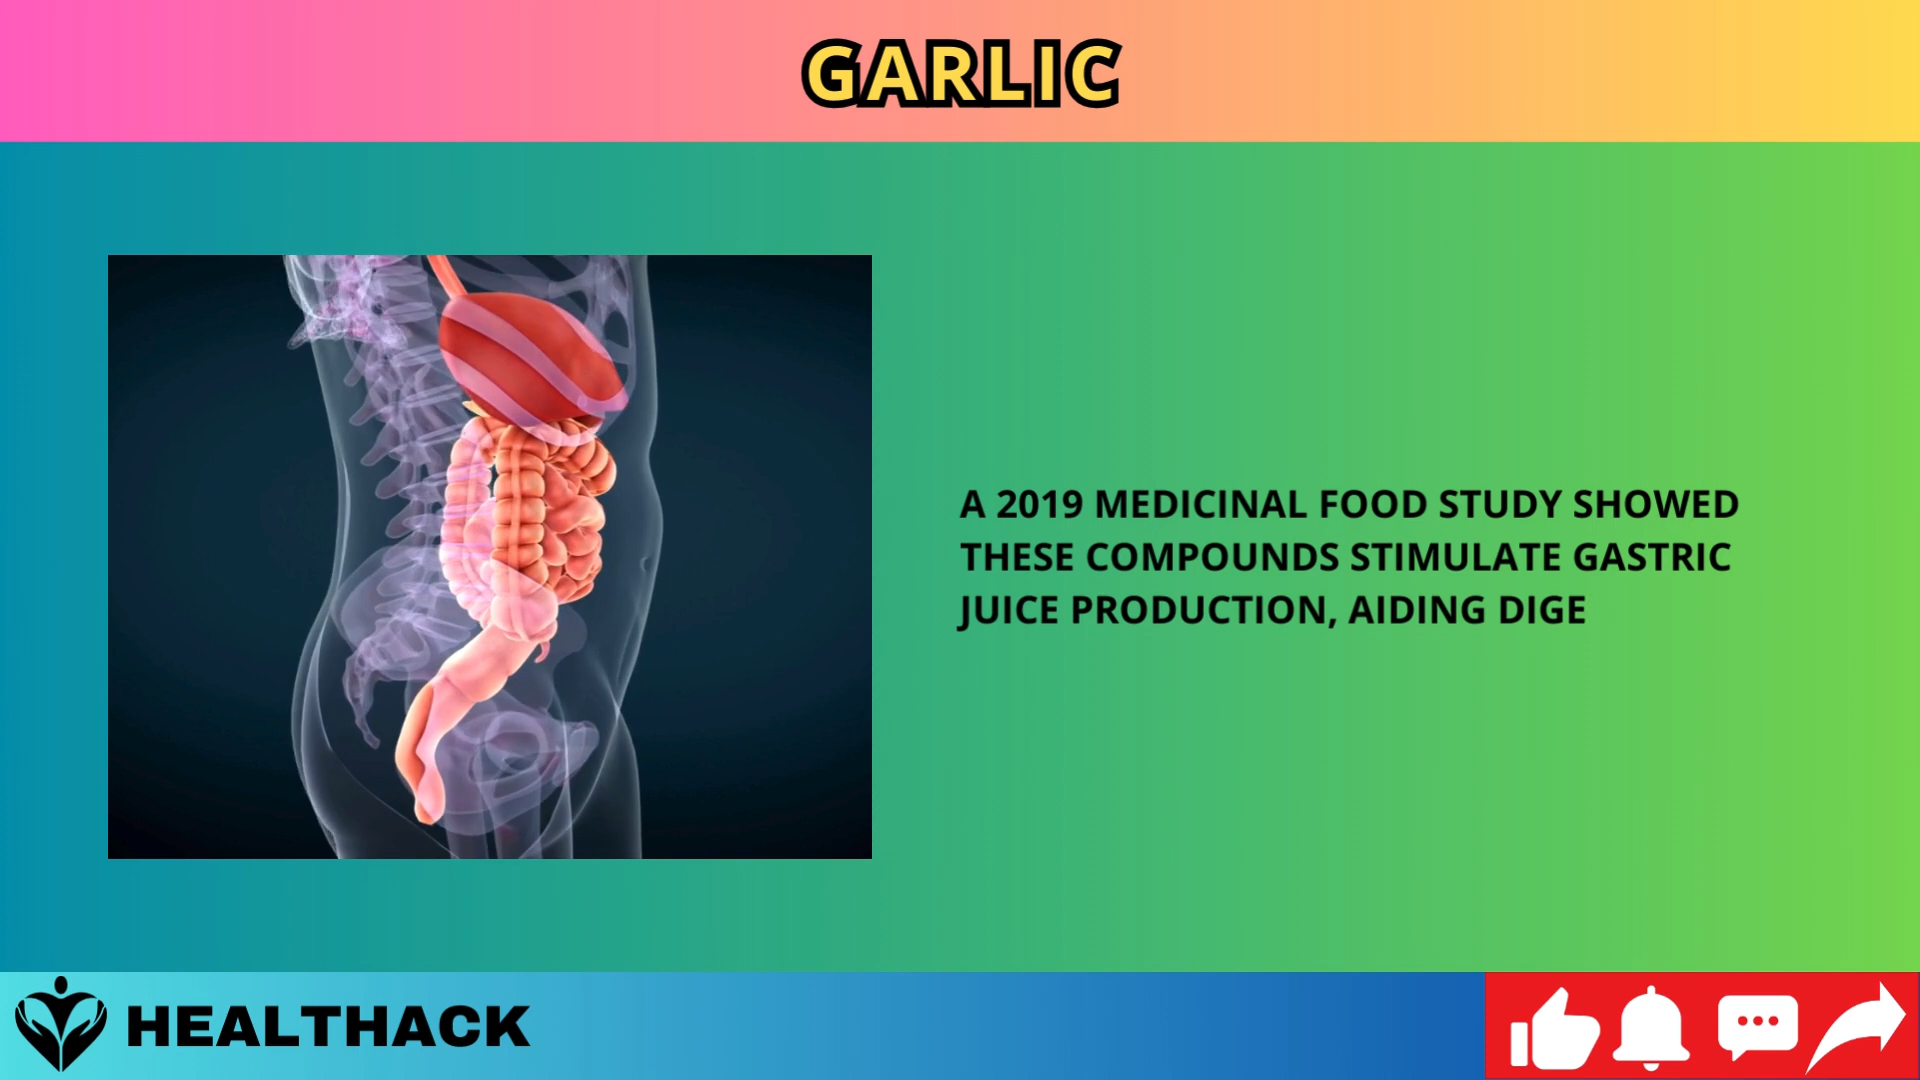 GARLIC
A 2019 MEDICINAL FOOD STUDY SHOWED
THESE COMPOUNDS STIMULATE GASTRIC
JUICE PRODUCTION, AIDING DIGE
HEALTHACK